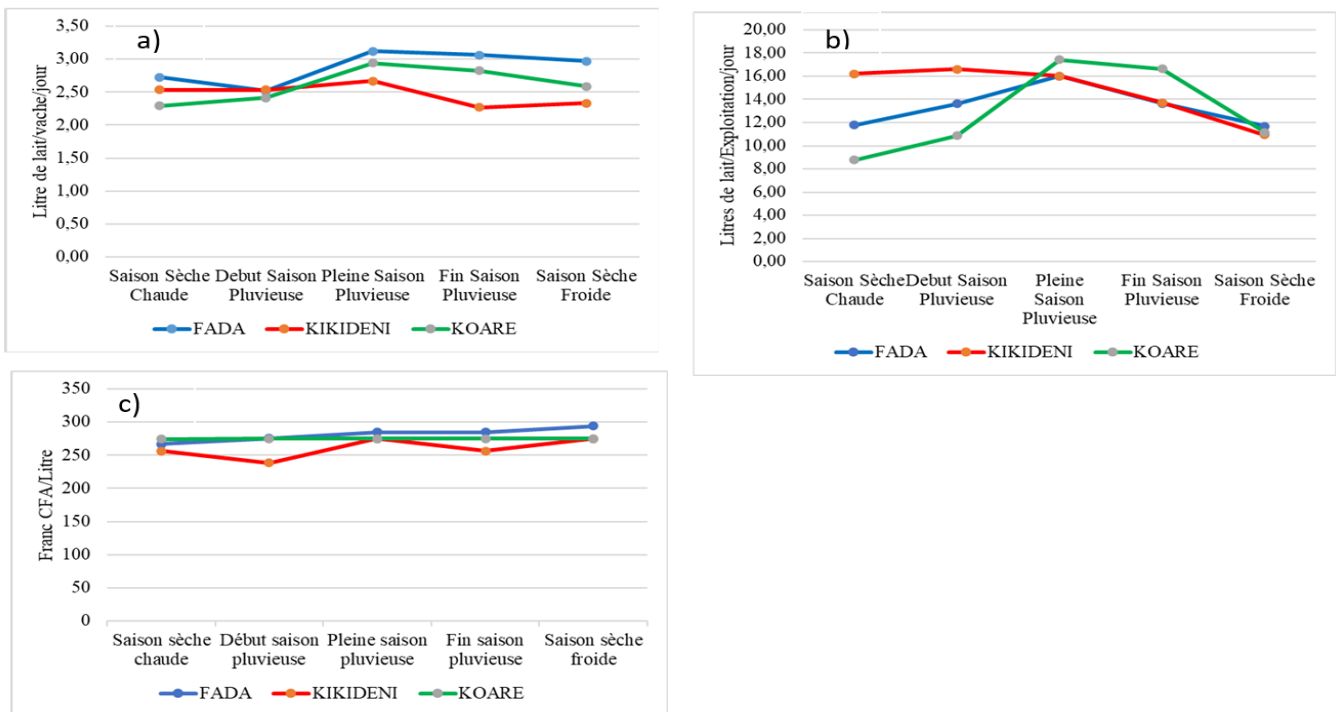 a)
3,50
3,00
2,50
2,00
1,50
1,00
0,50
0,00
Litre de lait/vache/jour
Saison Sèche Chaude
Debut Saison Pluvieuse
Pleine Saison Pluvieuse
Fin Saison Pluvieuse
Saison Sèche Froide
FADA KIKIDENI KOARE
b)
20,00
18,00
16,00
14,00
12,00
10,00
8,00
6,00
4,00
2,00
0,00
Litres de lait/Exploitation/jour
Saison Sèche Chaude
Debut Saison Pluvieuse
Pleine Saison Pluvieuse
Fin Saison Pluvieuse
Saison Sèche Froide
FADA KIKIDENI KOARE
c)
350
300
250
200
150
100
50
0
Franc CFA/Litre
Saison sèche chaude
Début saison pluvieuse
Pleine saison pluvieuse
Fin saison pluvieuse
Saison sèche froide
FADA KIKIDENI KOARE